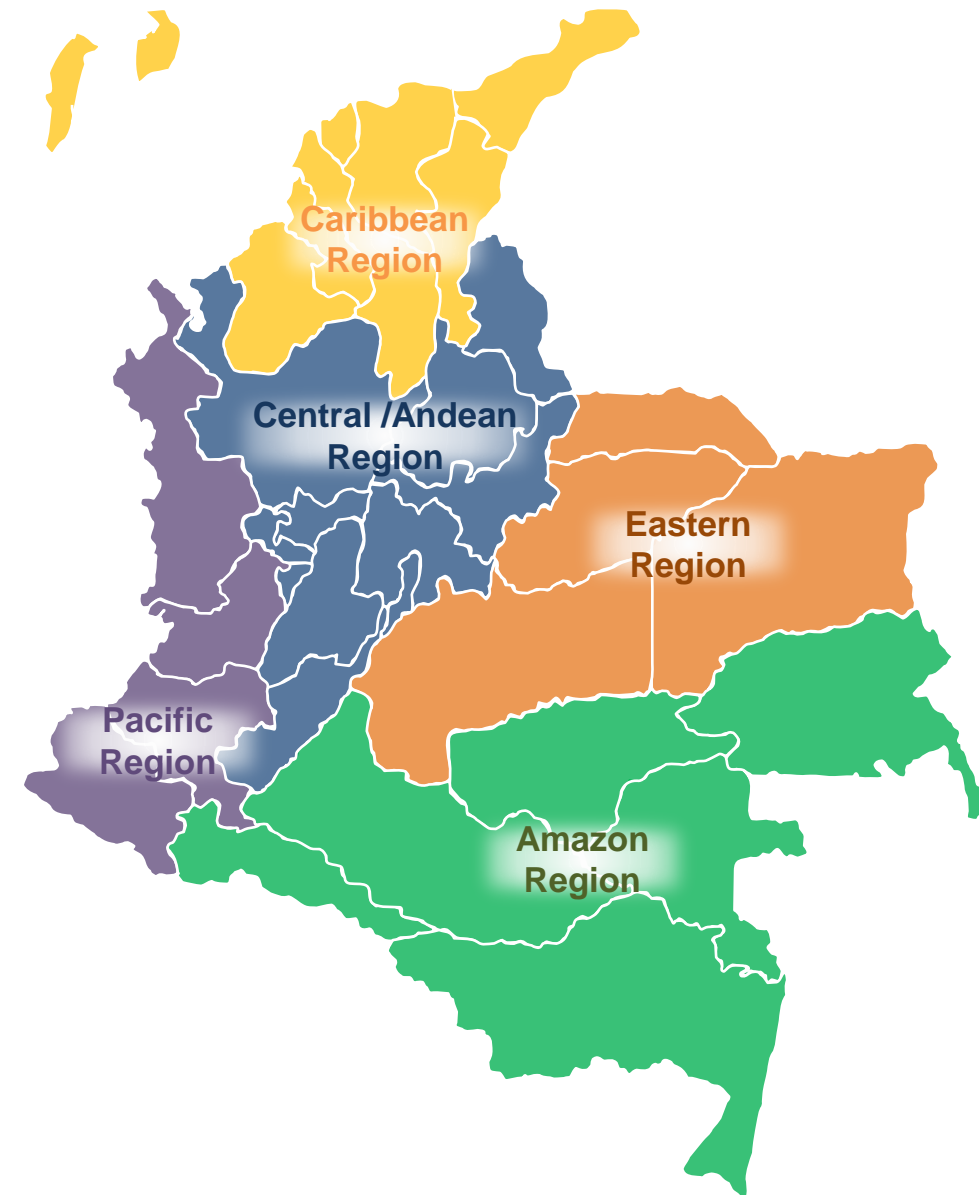 Caribbean
Region
Central /Andean
Region
Eastern
Region
Pacific
Region
Amazon
Region